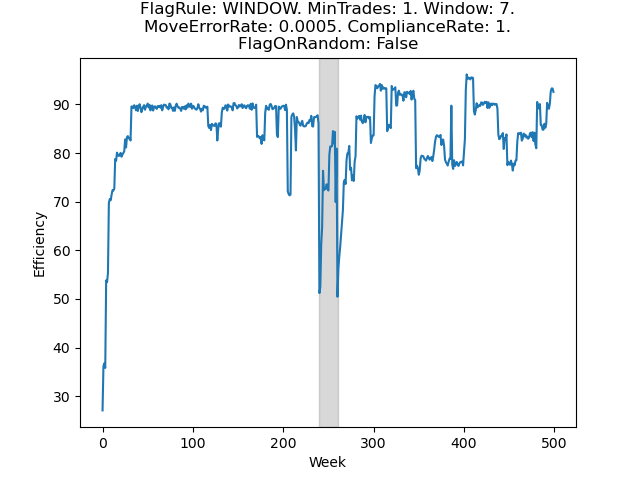 FlagRule: WINDOW. MinTrades: 1. Window: 7.
MoveErrorRate: 0.0005. ComplianceRate: 1.
FlagOnRandom: False
90
80
70
60
50
40
30
Efficiency
0 100 200 300 400 500
Week